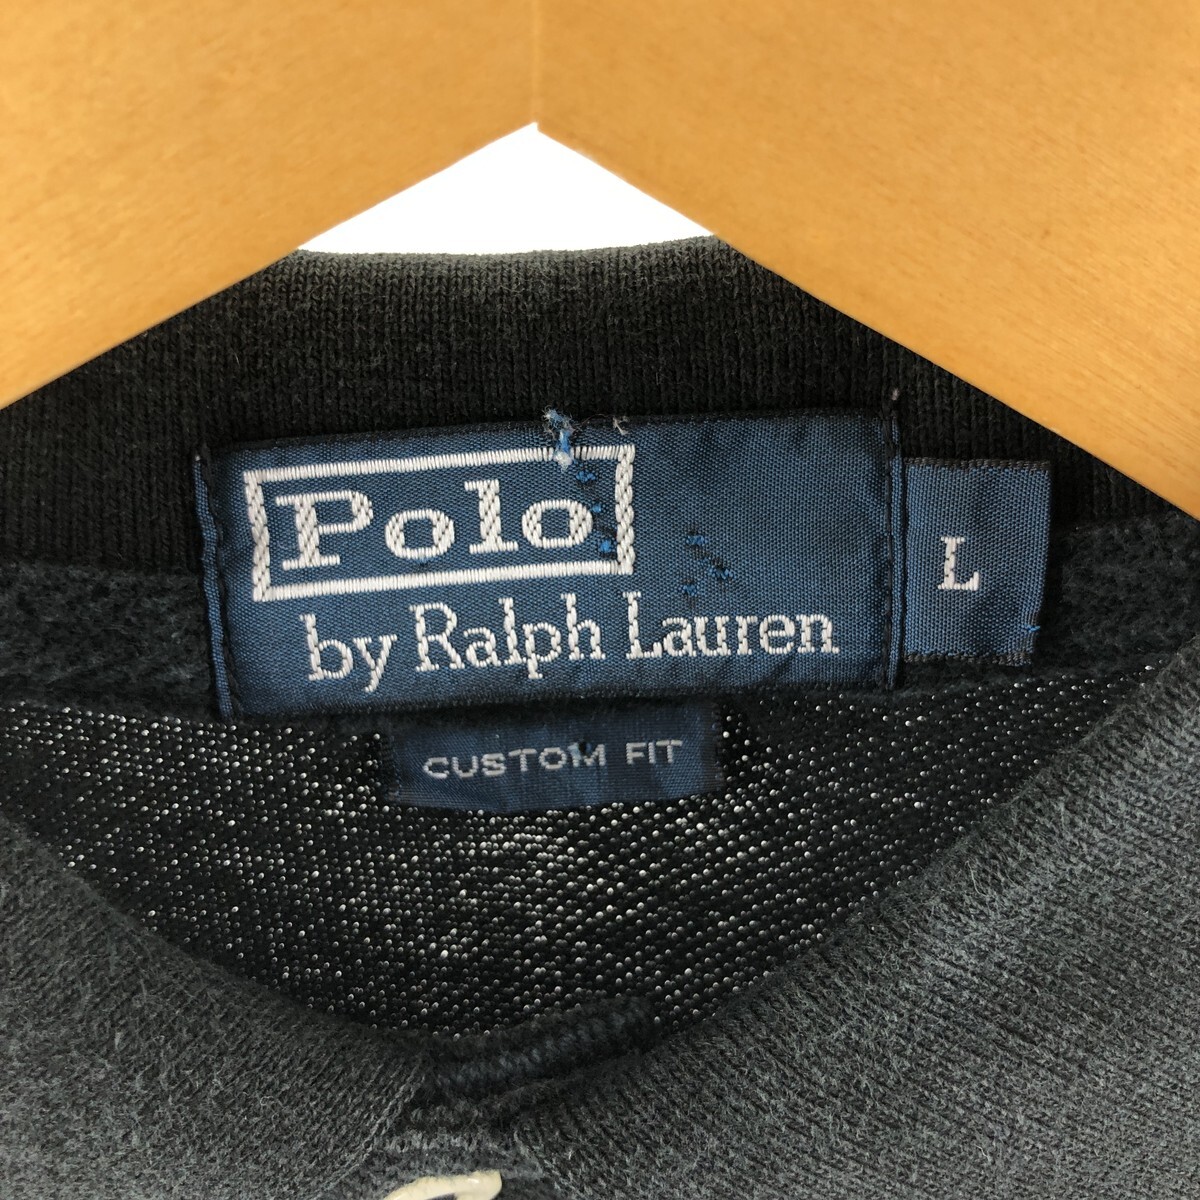 Polo
by Ralph Lauren
L
CUSTOM FIT